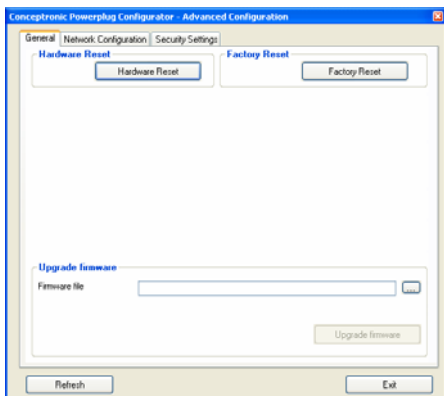 Conceptronic Powerplug Configurator - Advanced Configuration
General Network Configuration Security Settings
Hardware Reset Factory Reset
Hardware Reset Factory Reset
Upgrade firmware
Firmware file ...
Upgrade firmware
Refresh Exit